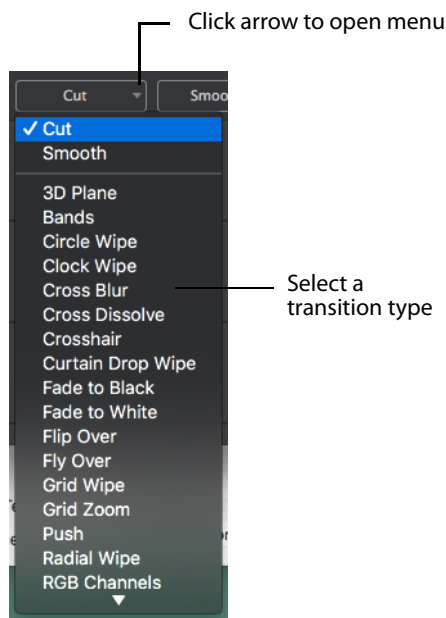 Click arrow to open menu
Cut
Smoo
✓ Cut
Smooth
3D Plane
Bands
Circle Wipe
Clock Wipe
Cross Blur
Select a
transition type
Cross Dissolve
Crosshair
Curtain Drop Wipe
Fade to Black
Fade to White
Flip Over
Fly Over
Grid Wipe
Grid Zoom
Push
Radial Wipe
RGB Channels